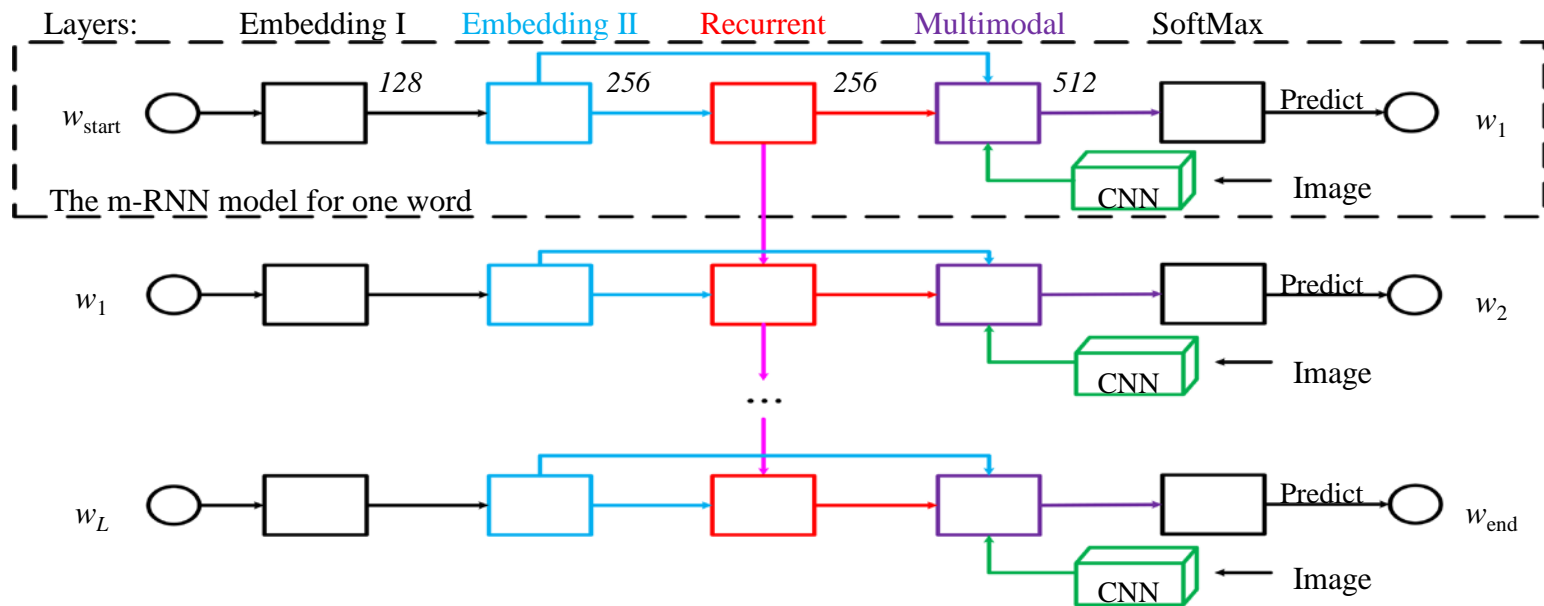 Layers: Embedding I Embedding II Recurrent Multimodal SoftMax
128 256 256 512
w_start Predict w_1
CNN Image
The m-RNN model for one word
w_1 Predict w_2
CNN Image
...
w_L Predict w_end
CNN Image